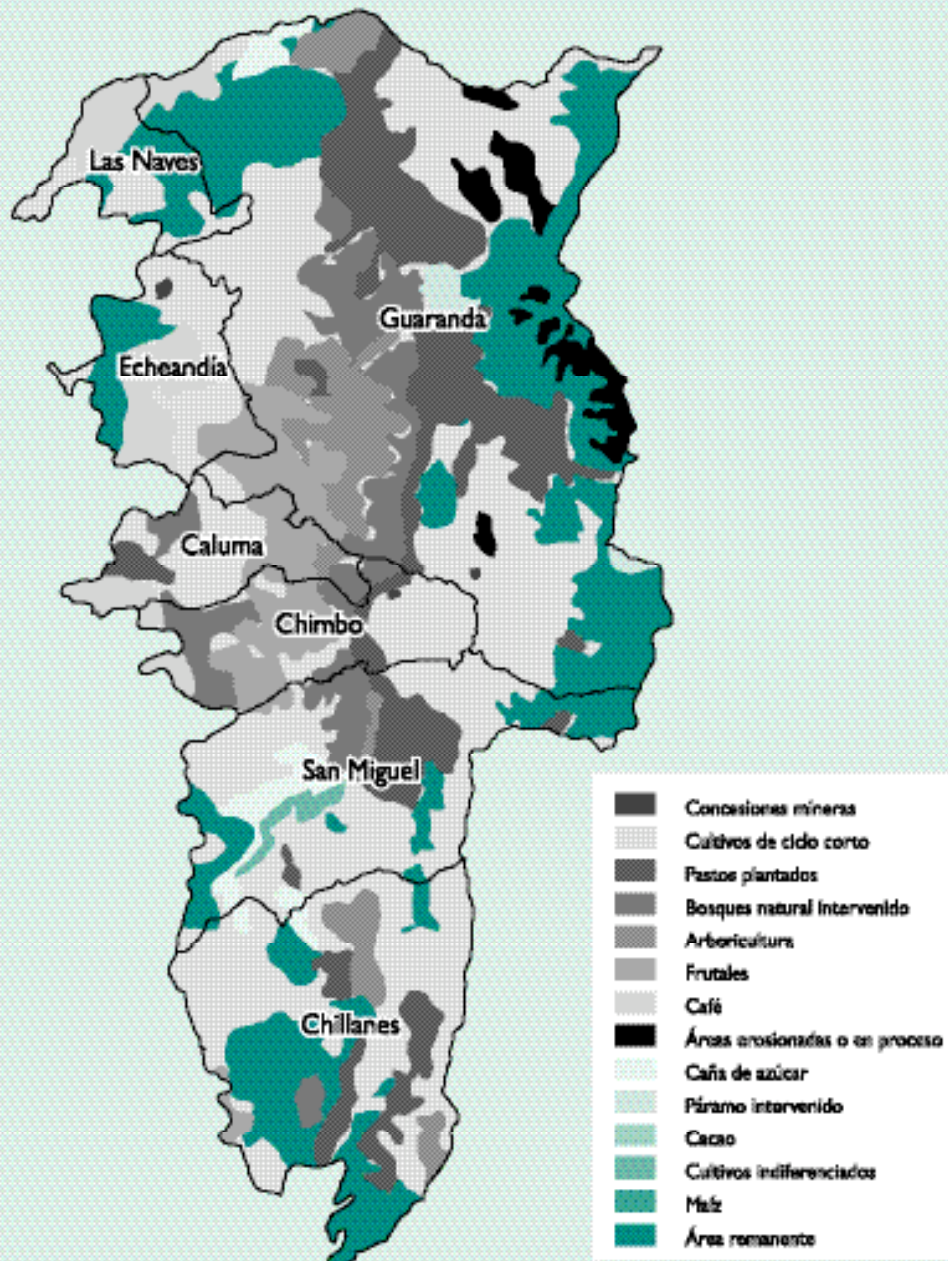 Las Naves
Guaranda
Echeandía
Caluma
Chimbo
San Miguel
Chillanes
Concesiones mineras
Cultivos de ciclo corto
Pastos plantados
Bosques natural intervenido
Arboricultura
Frutales
Café
Áreas erosionadas o en proceso
Caña de azúcar
Páramo intervenido
Cacao
Cultivos indiferenciados
Maíz
Área remanente